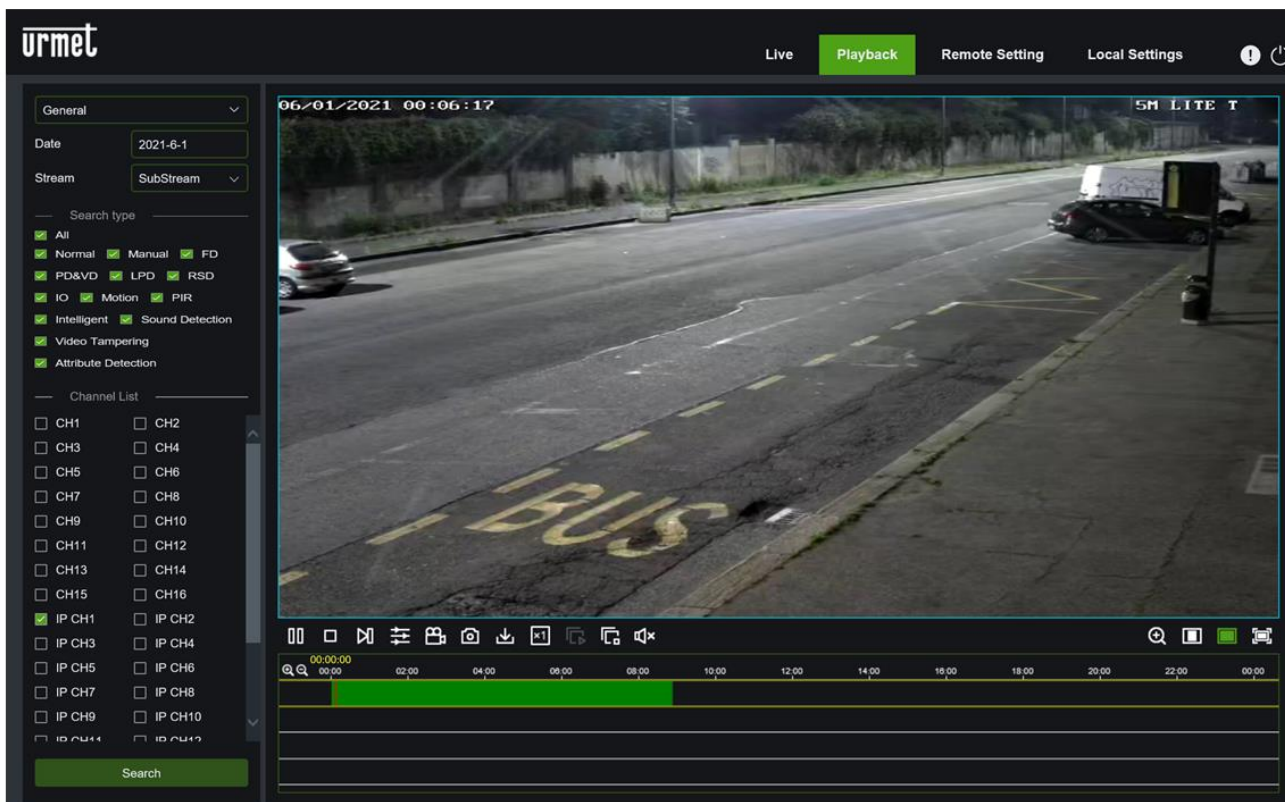 urmet
Live Playback Remote Setting Local Settings
General
Date 2021-6-1
Stream SubStream
Search type
All
Normal Manual FD
PD&VD LPD RSD
IO Motion PIR
Intelligent Sound Detection
Video Tampering
Attribute Detection
Channel List
CH1 CH2
CH3 CH4
CH5 CH6
CH7 CH8
CH9 CH10
CH11 CH12
CH13 CH14
CH15 CH16
IP CH1 IP CH2
IP CH3 IP CH4
IP CH5 IP CH6
IP CH7 IP CH8
IP CH9 IP CH10
IP CH11 IP CH12
Search
06/01/2021 00:06:17 5M LITE T
BUS
×1
00:00:00
00:00 02:00 04:00 06:00 08:00 10:00 12:00 14:00 16:00 18:00 20:00 22:00 00:00